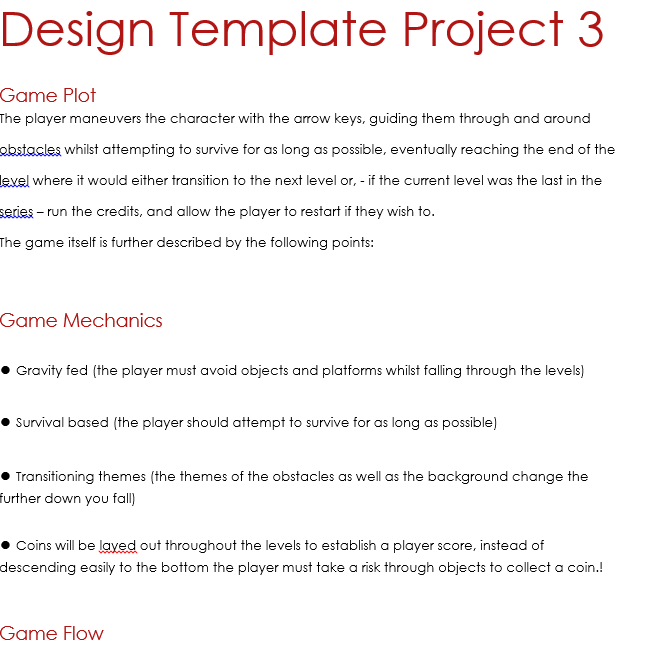 Design Template Project 3
Game Plot
The player maneuvers the character with the arrow keys, guiding them through and around
obstacles whilst attempting to survive for as long as possible, eventually reaching the end of the
level where it would either transition to the next level or, - if the current level was the last in the
series – run the credits, and allow the player to restart if they wish to.
The game itself is further described by the following points:
Game Mechanics
● Gravity fed (the player must avoid objects and platforms whilst falling through the levels)
● Survival based (the player should attempt to survive for as long as possible)
● Transitioning themes (the themes of the obstacles as well as the background change the
further down you fall)
● Coins will be layed out throughout the levels to establish a player score, instead of
descending easily to the bottom the player must take a risk through objects to collect a coin.!
Game Flow